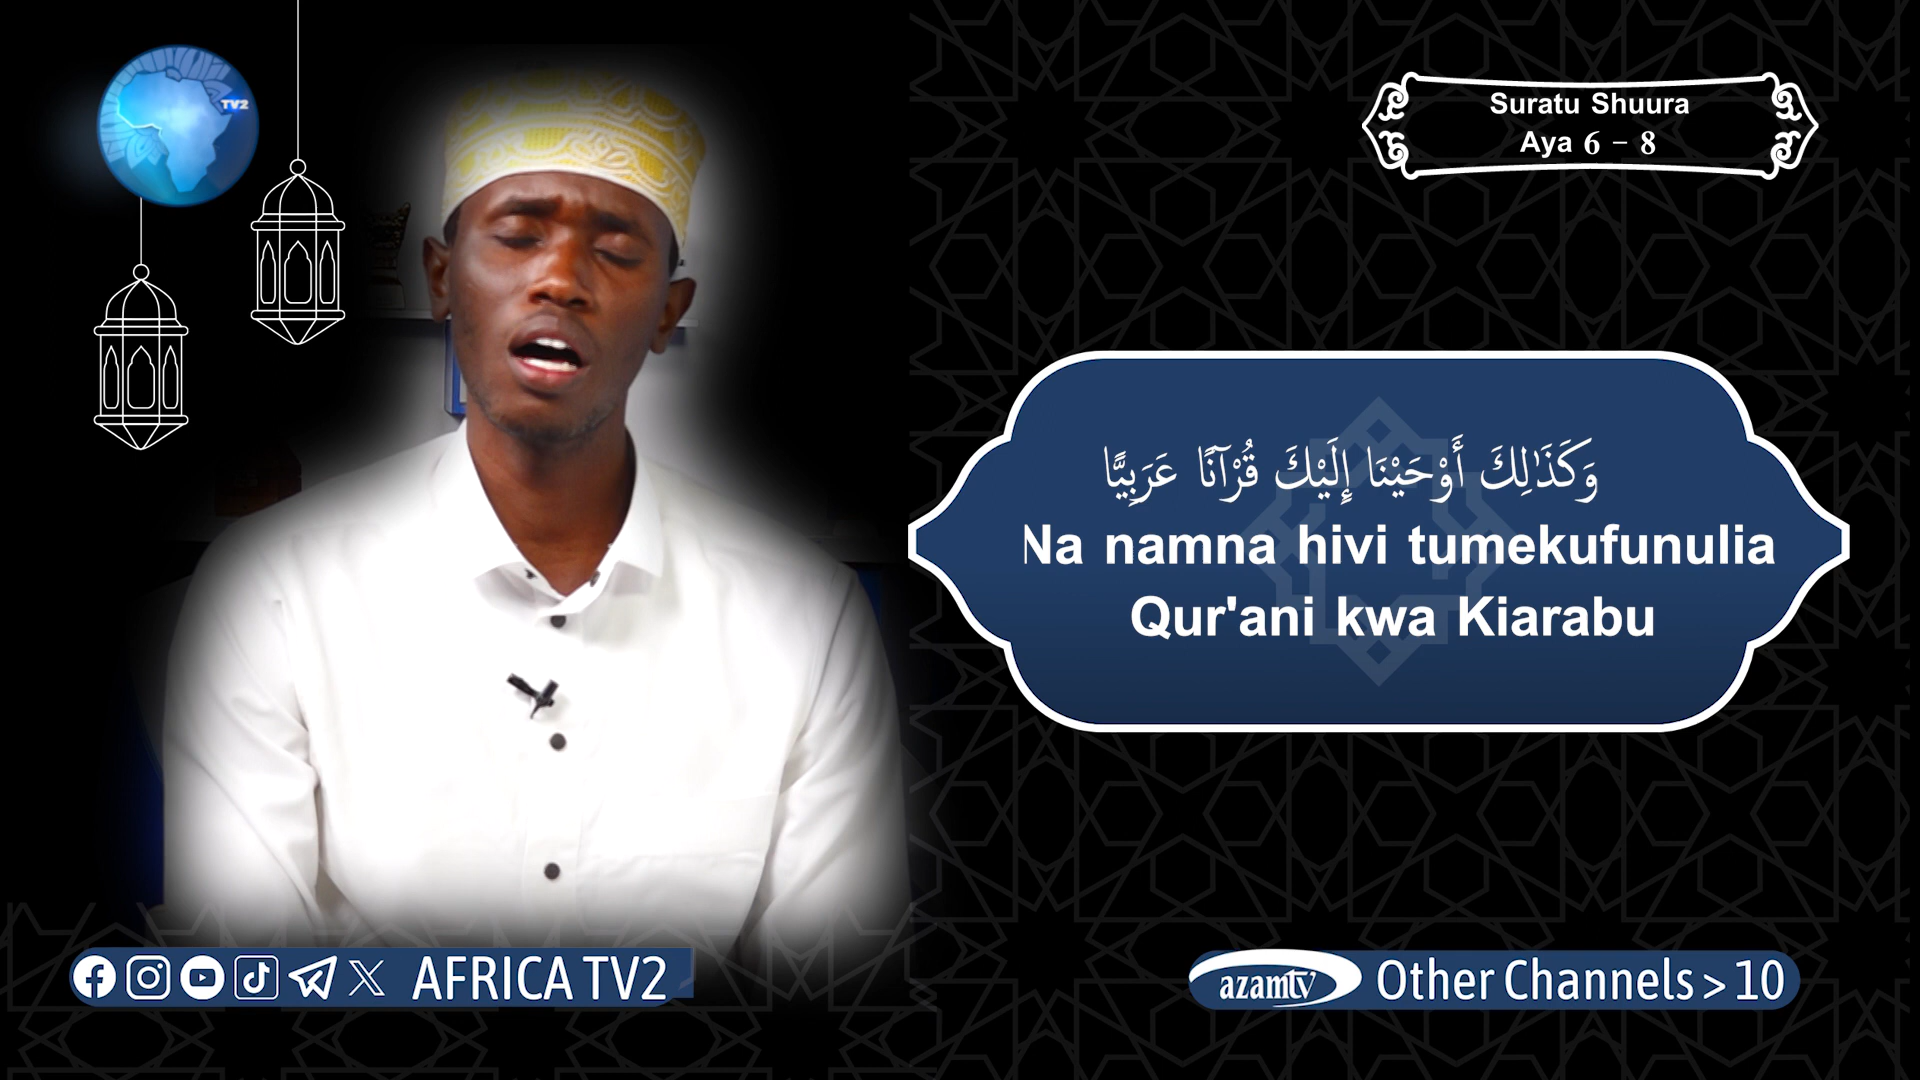 TV2
Suratu Shuura
Aya 6 – 8
وَكَذَٰلِكَ أَوْحَيْنَا إِلَيْكَ قُرْآنًا عَرَبِيًّا
Na namna hivi tumekufunulia
Qur'ani kwa Kiarabu
AFRICA TV2
azamtv Other Channels > 10